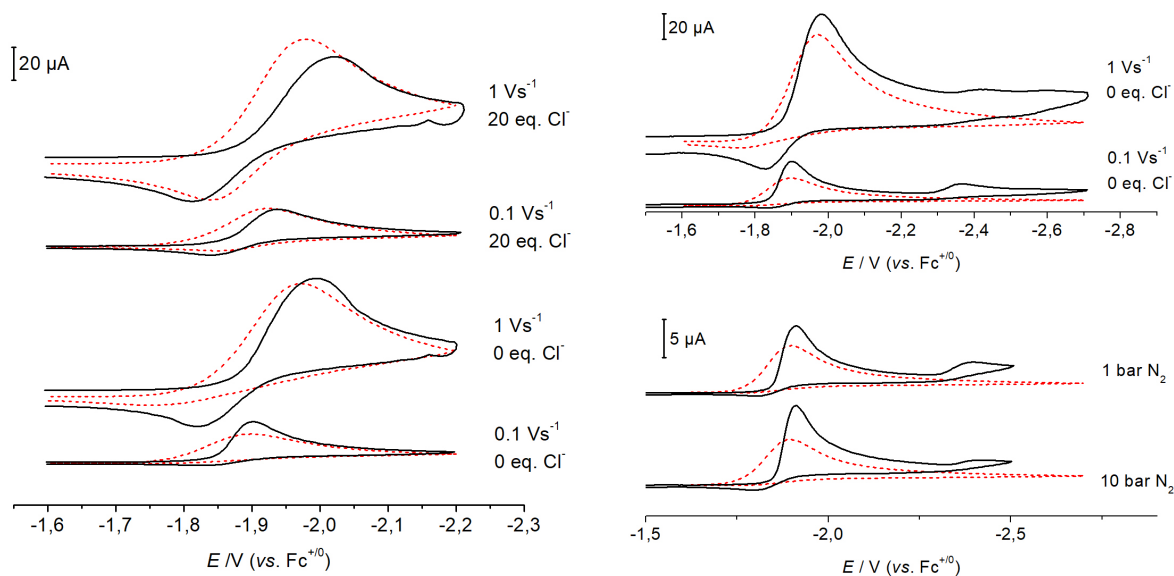 20 µA
1 Vs⁻¹
20 eq. Cl⁻
0.1 Vs⁻¹
20 eq. Cl⁻
1 Vs⁻¹
0 eq. Cl⁻
0.1 Vs⁻¹
0 eq. Cl⁻
-1,6 -1,7 -1,8 -1,9 -2,0 -2,1 -2,2 -2,3
E /V (vs. Fc⁺ᐟ⁰)
20 µA
1 Vs⁻¹
0 eq. Cl⁻
0.1 Vs⁻¹
0 eq. Cl⁻
-1,6 -1,8 -2,0 -2,2 -2,4 -2,6 -2,8
E / V (vs. Fc⁺ᐟ⁰)
5 µA
1 bar N₂
10 bar N₂
-1,5 -2,0 -2,5
E / V (vs. Fc⁺ᐟ⁰)